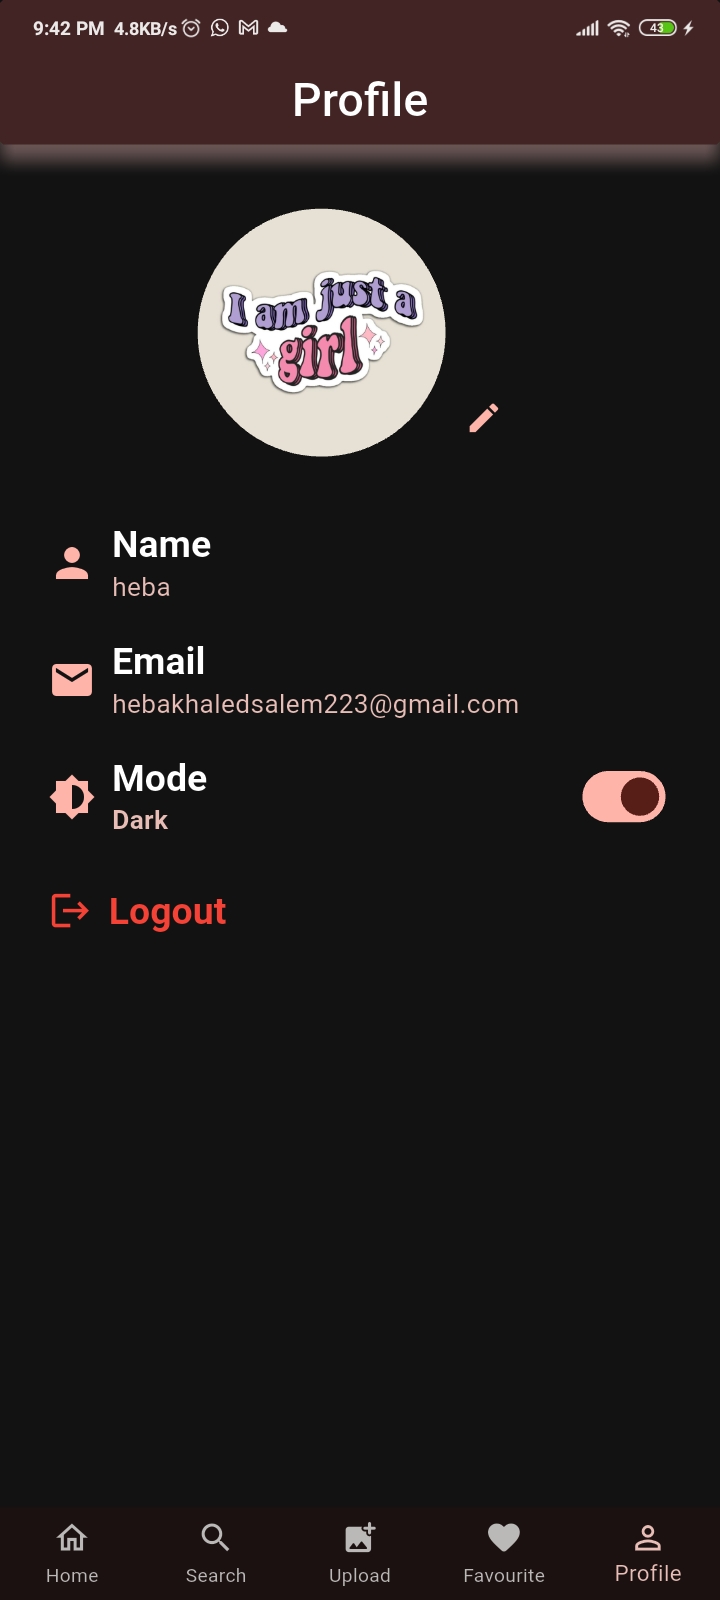 9:42 PM 4.8KB/s
43
Profile
I am just a
girl
Name
heba
Email
hebakhaledsalem223@gmail.com
Mode
Dark
Logout
Home Search Upload Favourite Profile